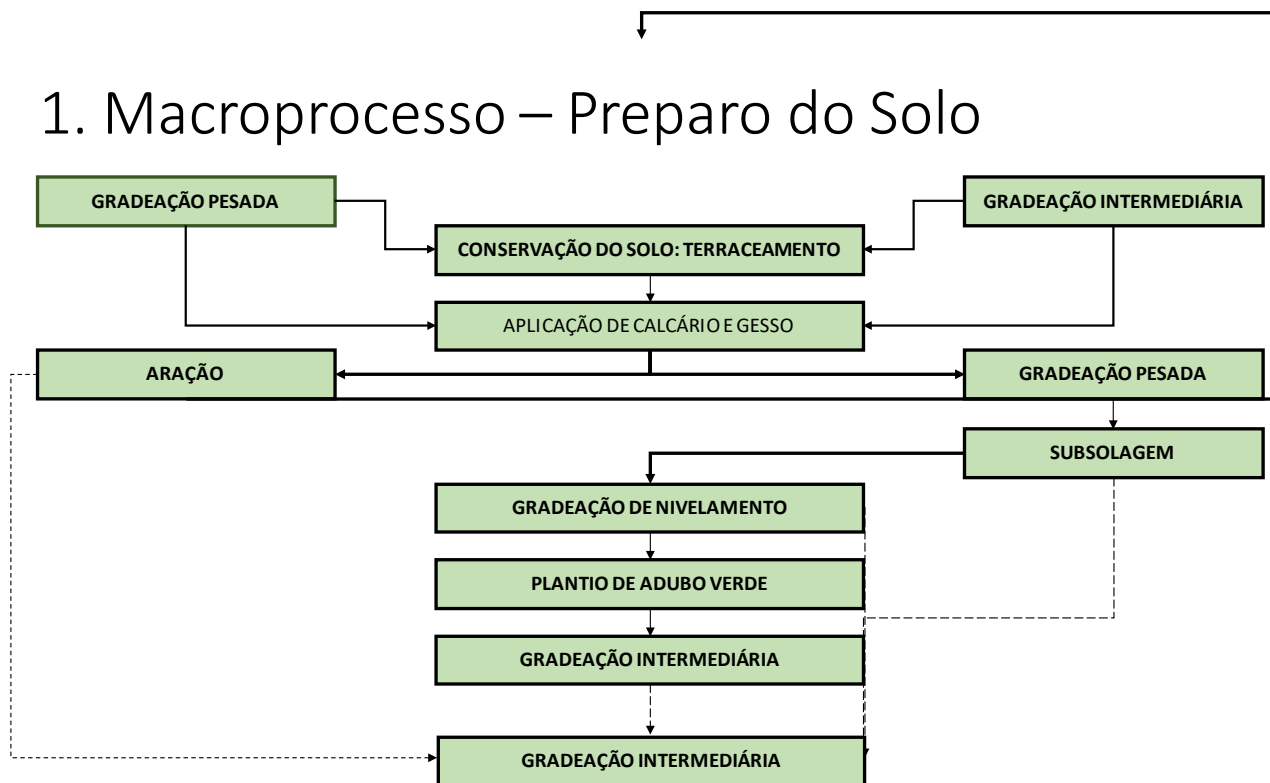 1. Macroprocesso – Preparo do Solo
GRADEAÇÃO PESADA
GRADEAÇÃO INTERMEDIÁRIA
CONSERVAÇÃO DO SOLO: TERRACEAMENTO
APLICAÇÃO DE CALCÁRIO E GESSO
ARAÇÃO
GRADEAÇÃO PESADA
SUBSOLAGEM
GRADEAÇÃO DE NIVELAMENTO
PLANTIO DE ADUBO VERDE
GRADEAÇÃO INTERMEDIÁRIA
GRADEAÇÃO INTERMEDIÁRIA